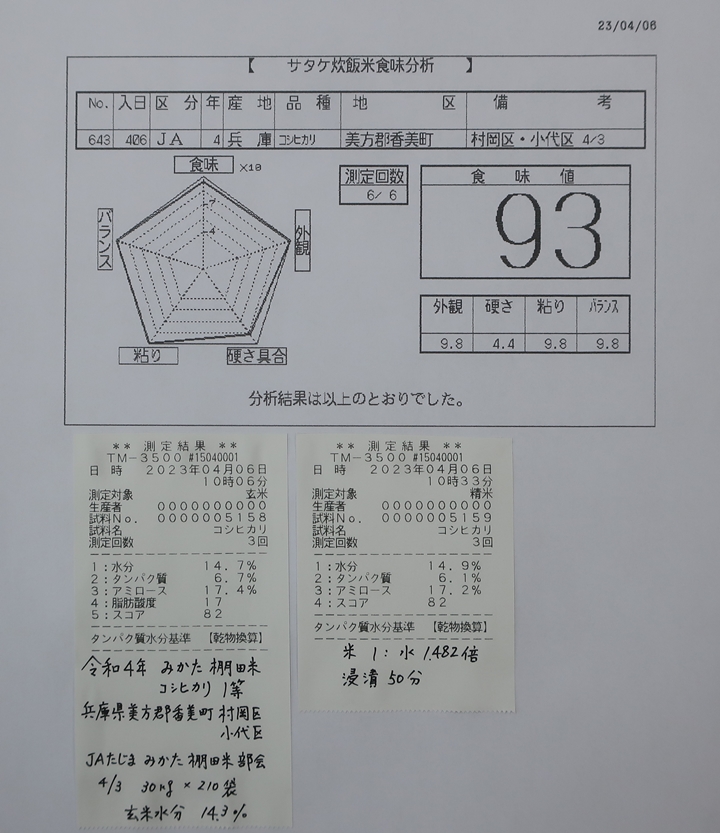 23/04/06
【 サタケ炊飯米食味分析 】
No. 入日 区分 年 産地 品種 地区 備考
643 406 JA 4 兵庫 コシヒカリ 美方郡香美町 村岡区・小代区 4/3
食味 ×10
測定回数
6/ 6
食味値
93
7
4
バランス
外観
粘り
硬さ具合
外観 硬さ 粘り バランス
9.8 4.4 9.8 9.8
分析結果は以上のとおりでした。
** 測定結果 **
TM-3500 #15040001
日時 2023年04月06日
10時06分
測定対象 玄米
生産者 0000000000
試料No. 0000005158
試料名 コシヒカリ
測定回数 3回
1:水分 14.7%
2:タンパク質 6.7%
3:アミロース 17.4%
4:脂肪酸度 17
5:スコア 82
タンパク質水分基準 【乾物換算】
令和4年 みかた棚田米
コシヒカリ 1等
兵庫県美方郡香美町 村岡区
小代区
JAたじま みかた棚田米部会
4/3 30kg × 210袋
玄米水分 14.3%
** 測定結果 **
TM-3500 #15040001
日時 2023年04月06日
10時33分
測定対象 精米
生産者 0000000000
試料No. 0000005159
試料名 コシヒカリ
測定回数 3回
1:水分 14.9%
2:タンパク質 6.1%
3:アミロース 17.2%
4:スコア 82
タンパク質水分基準 【乾物換算】
米 1:水 1.482倍
浸漬 50分